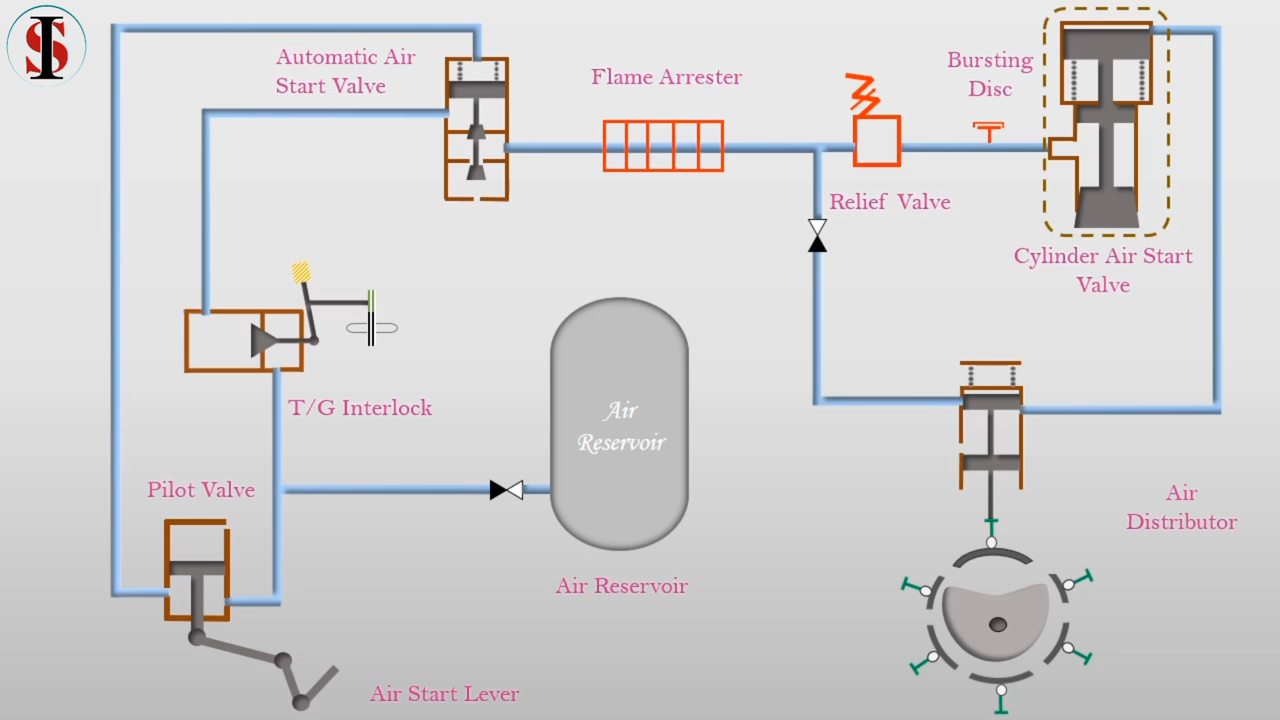 SI
Automatic Air
Start Valve
Flame Arrester
Bursting
Disc
Relief Valve
Cylinder Air Start
Valve
T/G Interlock
Air
Reservoir
Pilot Valve
Air
Distributor
Air Reservoir
Air Start Lever